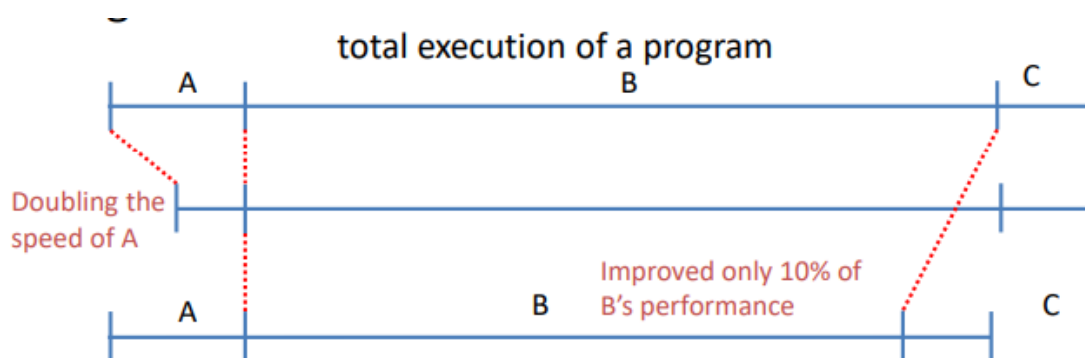 total execution of a program
A B C
Doubling the
speed of A
Improved only 10% of
B's performance
A B C